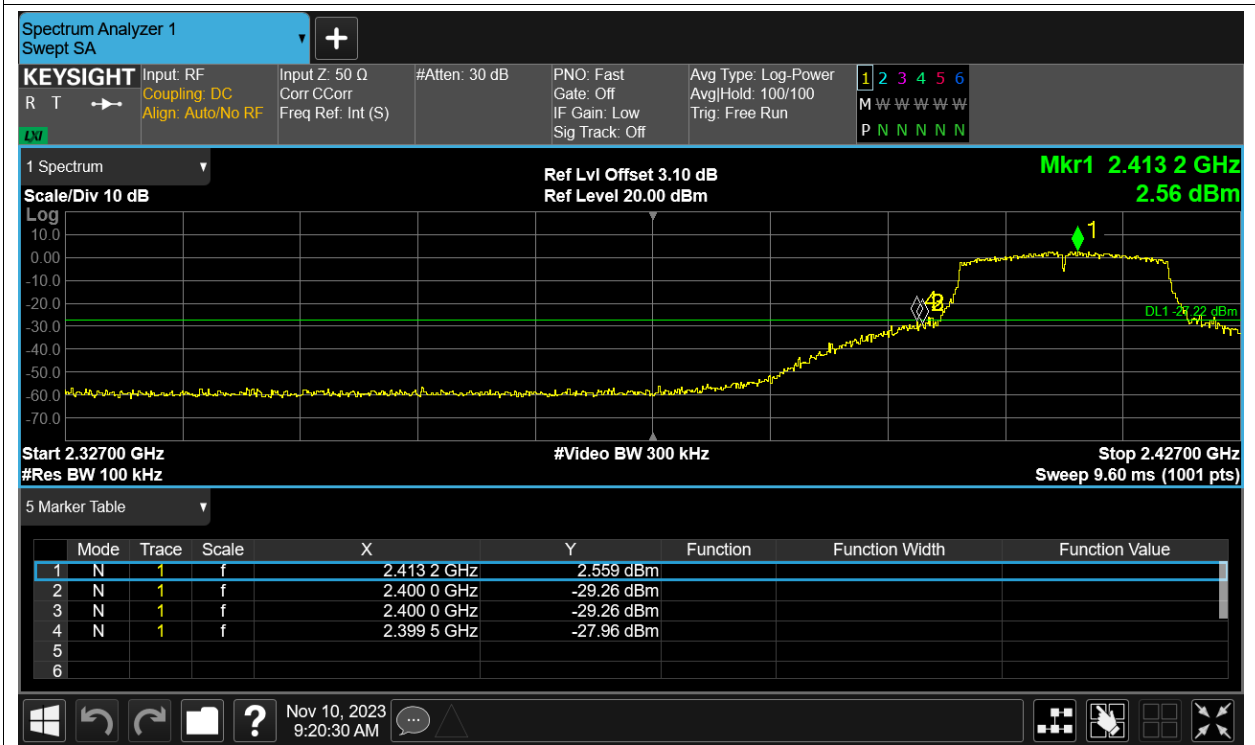 Spectrum Analyzer 1
Swept SA
KEYSIGHT
R T
LXI
Input: RF
Coupling: DC
Align: Auto/No RF
Input Z: 50 Ω
Corr CCorr
Freq Ref: Int (S)
#Atten: 30 dB
PNO: Fast
Gate: Off
IF Gain: Low
Sig Track: Off
Avg Type: Log-Power
Avg|Hold: 100/100
Trig: Free Run
1 2 3 4 5 6
M W W W W W
P N N N N N
1 Spectrum
Scale/Div 10 dB
Ref Lvl Offset 3.10 dB
Ref Level 20.00 dBm
Mkr1 2.413 2 GHz
2.56 dBm
Log
10.0
0.00
-10.0
-20.0
-30.0
-40.0
-50.0
-60.0
-70.0
1
DL1 -27.22 dBm
Start 2.32700 GHz
#Res BW 100 kHz
#Video BW 300 kHz
Stop 2.42700 GHz
Sweep 9.60 ms (1001 pts)
5 Marker Table
Mode Trace Scale X Y Function Function Width Function Value
1 N 1 f 2.413 2 GHz 2.559 dBm
2 N 1 f 2.400 0 GHz -29.26 dBm
3 N 1 f 2.400 0 GHz -29.26 dBm
4 N 1 f 2.399 5 GHz -27.96 dBm
5
6
?
Nov 10, 2023
9:20:30 AM